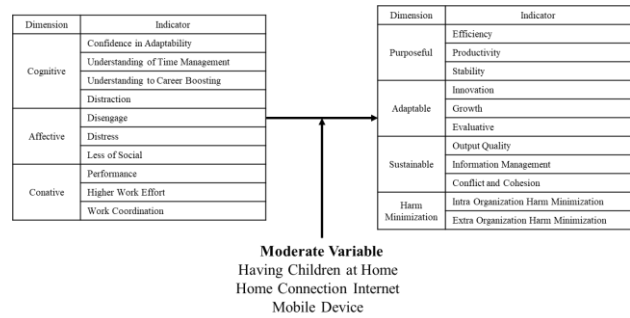 Dimension Indicator
Cognitive
Confidence in Adaptability
Understanding of Time Management
Understanding to Career Boosting
Distraction
Affective
Disengage
Distress
Less of Social
Conative
Performance
Higher Work Effort
Work Coordination
Dimension Indicator
Purposeful
Efficiency
Productivity
Stability
Adaptable
Innovation
Growth
Evaluative
Sustainable
Output Quality
Information Management
Conflict and Cohesion
Harm
Minimization
Intra Organization Harm Minimization
Extra Organization Harm Minimization
Moderate Variable
Having Children at Home
Home Connection Internet
Mobile Device